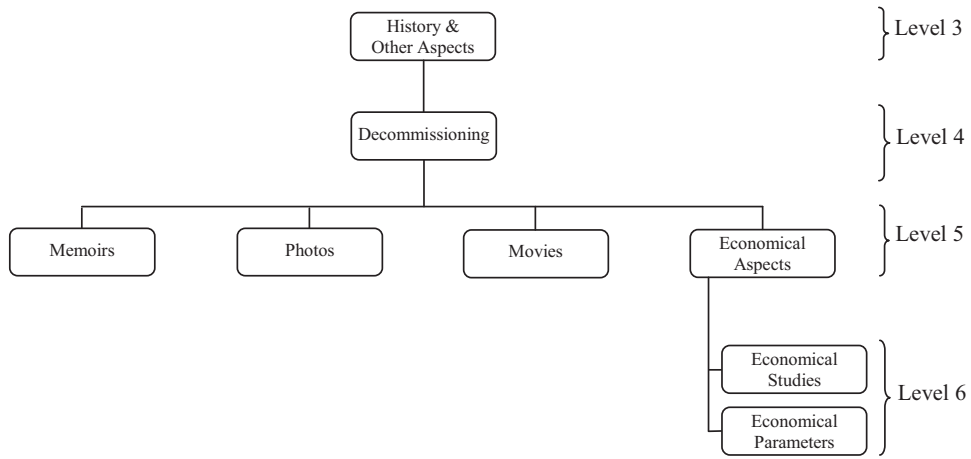 History &
Other Aspects
Level 3
Decommissioning
Level 4
Memoirs
Photos
Movies
Economical
Aspects
Level 5
Economical
Studies
Economical
Parameters
Level 6